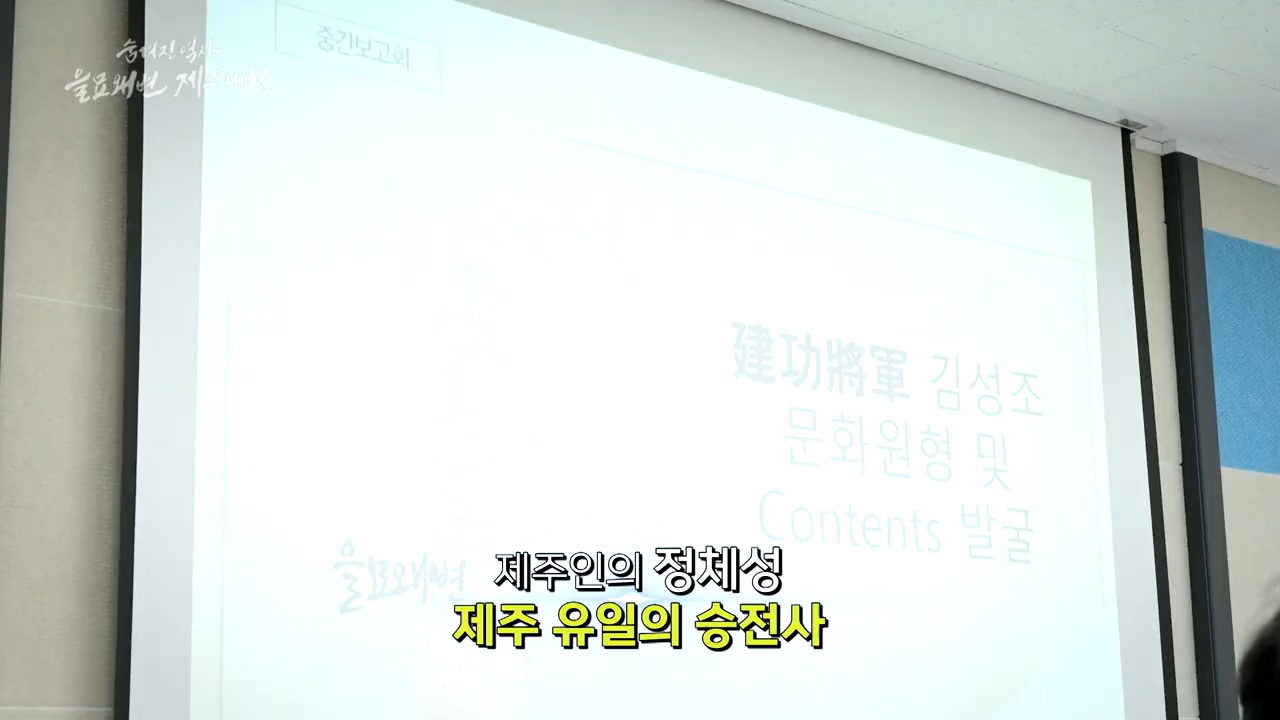 숨겨진 역사
을묘왜변 제주대첩
중간보고회
建功將軍 김성조
문화원형 및
Contents 발굴
을묘왜변
제주인의 정체성
제주 유일의 승전사